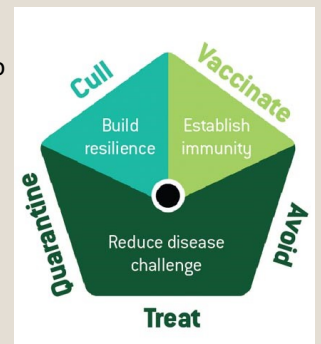 Cull
Vaccinate
Build
resilience
Establish
immunity
Quarantine
Avoid
Reduce disease
challenge
Treat